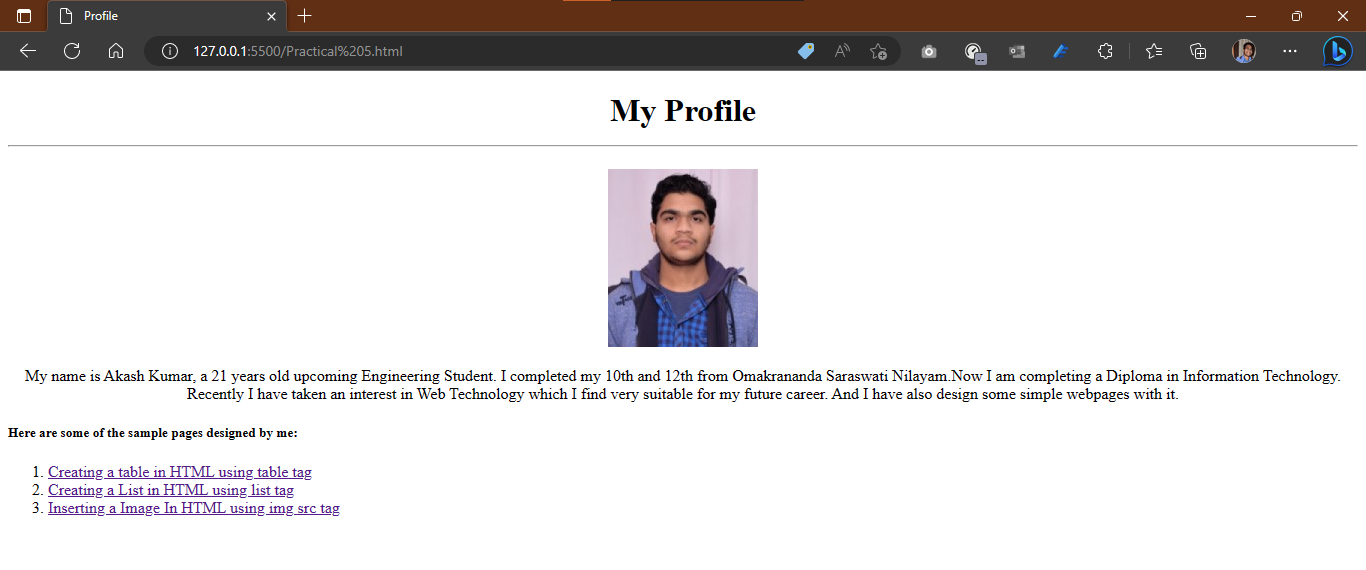 Profile
127.0.0.1:5500/Practical%205.html
My Profile
My name is Akash Kumar, a 21 years old upcoming Engineering Student. I completed my 10th and 12th from Omakrananda Saraswati Nilayam.Now I am completing a Diploma in Information Technology.
Recently I have taken an interest in Web Technology which I find very suitable for my future career. And I have also design some simple webpages with it.
Here are some of the sample pages designed by me:
1. Creating a table in HTML using table tag
2. Creating a List in HTML using list tag
3. Inserting a Image In HTML using img src tag